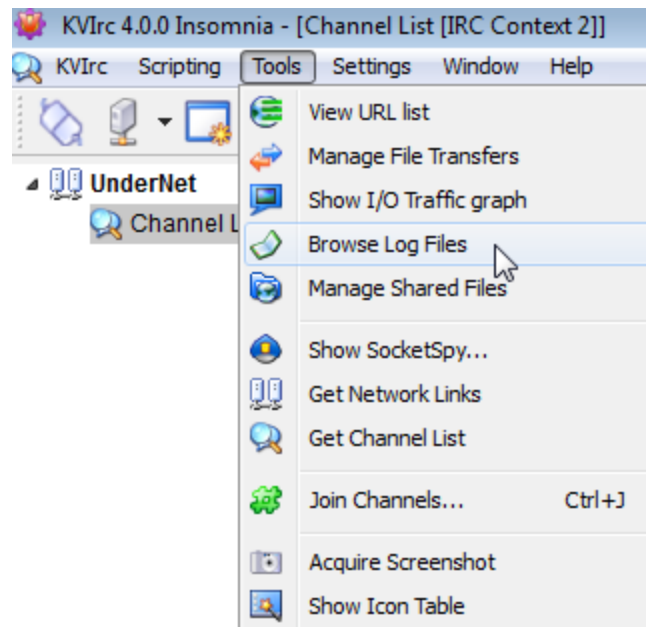 KVIrc 4.0.0 Insomnia - [Channel List [IRC Context 2]]
KVIrc Scripting Tools Settings Window Help
View URL list
Manage File Transfers
UnderNet
Show I/O Traffic graph
Channel L
Browse Log Files
Manage Shared Files
Show SocketSpy...
Get Network Links
Get Channel List
Join Channels... Ctrl+J
Acquire Screenshot
Show Icon Table